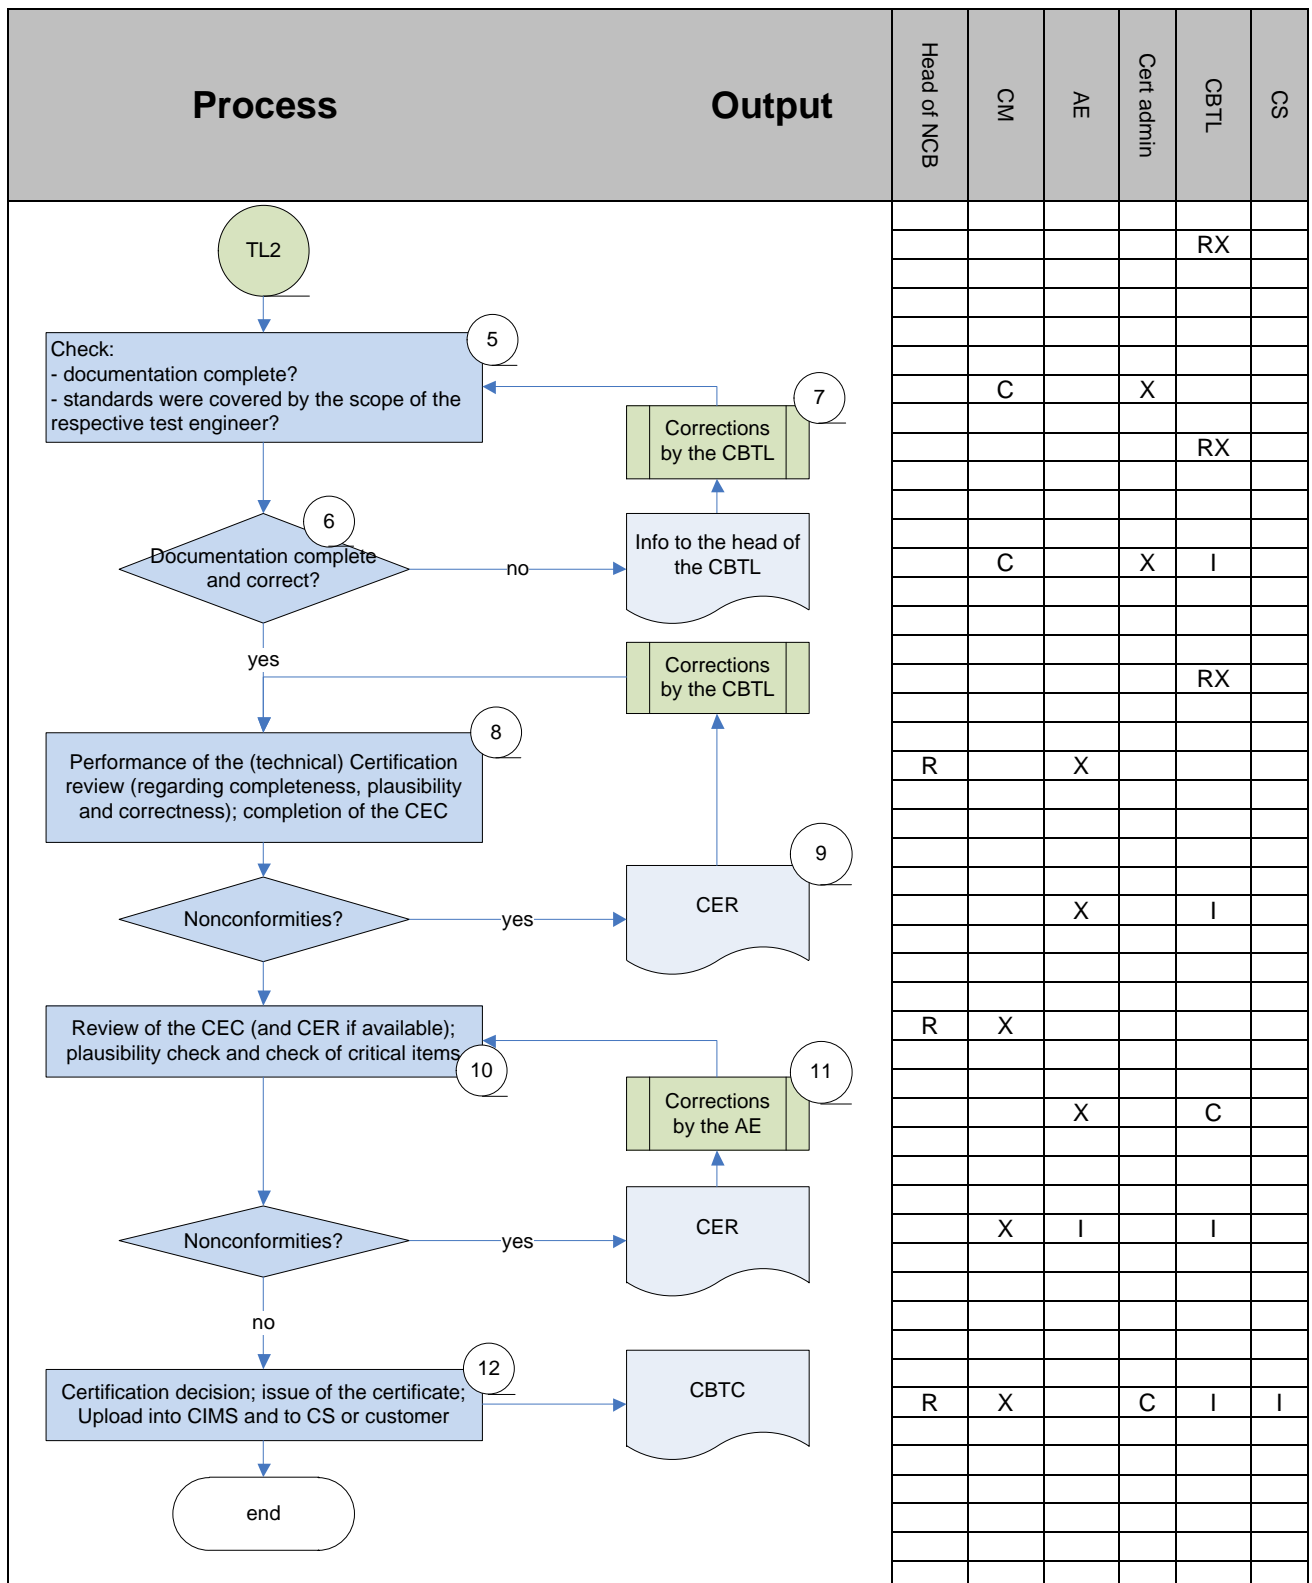 Process
Output
Head of NCB
CM
AE
Cert admin
CBTL
CS
TL2
RX
5
Check:
- documentation complete?
- standards were covered by the scope of the
respective test engineer?
C X
7
Corrections
by the CBTL
RX
6
Documentation complete
and correct?
no
Info to the head of
the CBTL
C X I
yes
Corrections
by the CBTL
RX
8
Performance of the (technical) Certification
review (regarding completeness, plausibility
and correctness); completion of the CEC
R X
9
Nonconformities?
yes
CER
X I
Review of the CEC (and CER if available);
plausibility check and check of critical items
10
R X
11
Corrections
by the AE
X C
Nonconformities?
yes
CER
X I I
no
12
Certification decision; issue of the certificate;
Upload into CIMS and to CS or customer
CBTC
R X C I I
end